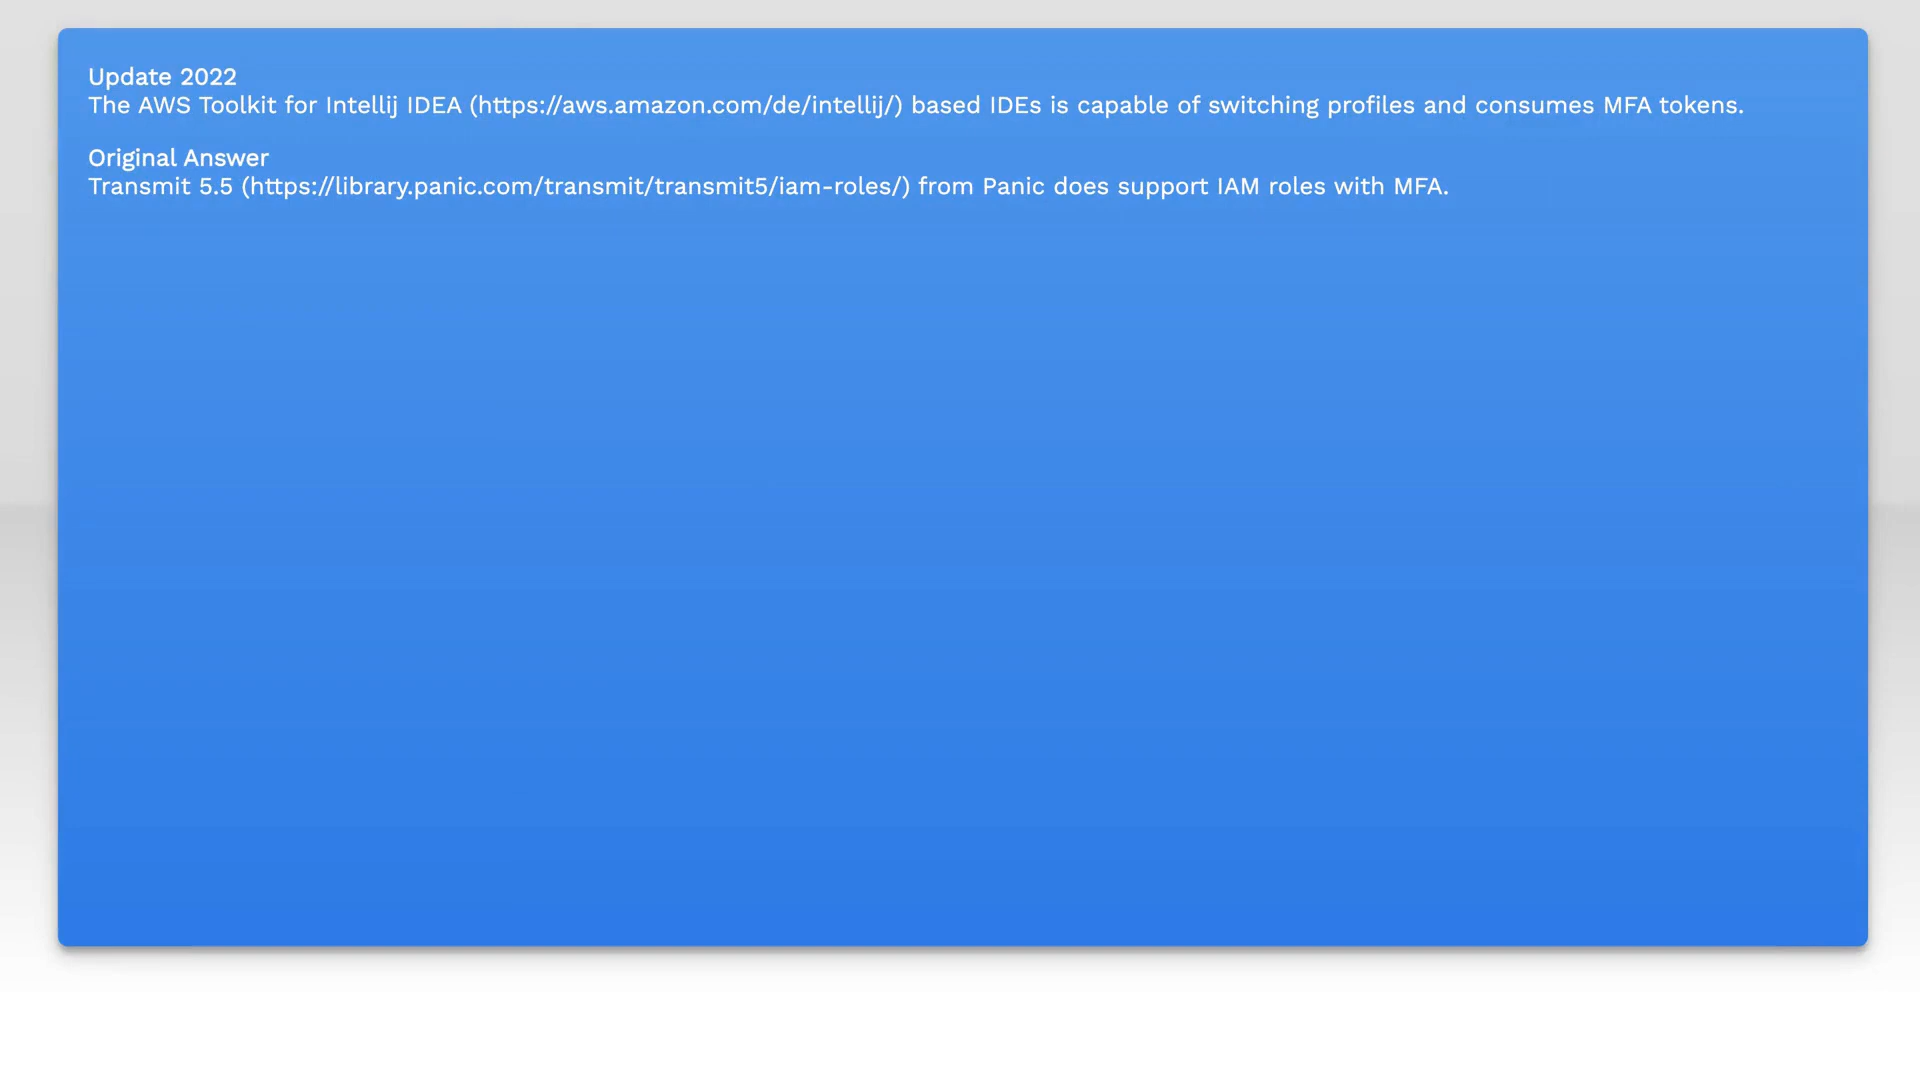 Update 2022
The AWS Toolkit for Intellij IDEA (https://aws.amazon.com/de/intellij/) based IDEs is capable of switching profiles and consumes MFA tokens.
Original Answer
Transmit 5.5 (https://library.panic.com/transmit/transmit5/iam-roles/) from Panic does support IAM roles with MFA.